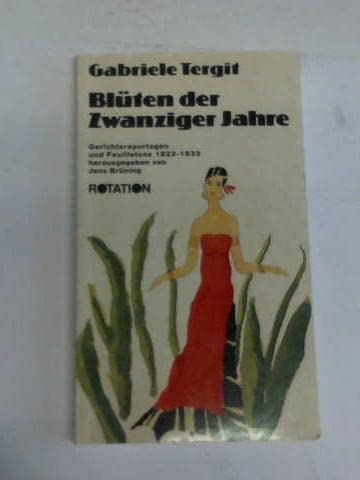 Gabriele Tergit
Blüten der
Zwanziger Jahre
Gerichtsreportagen
und Feuilletons 1923-1933
herausgegeben von
Jens Brüning
ROTATION